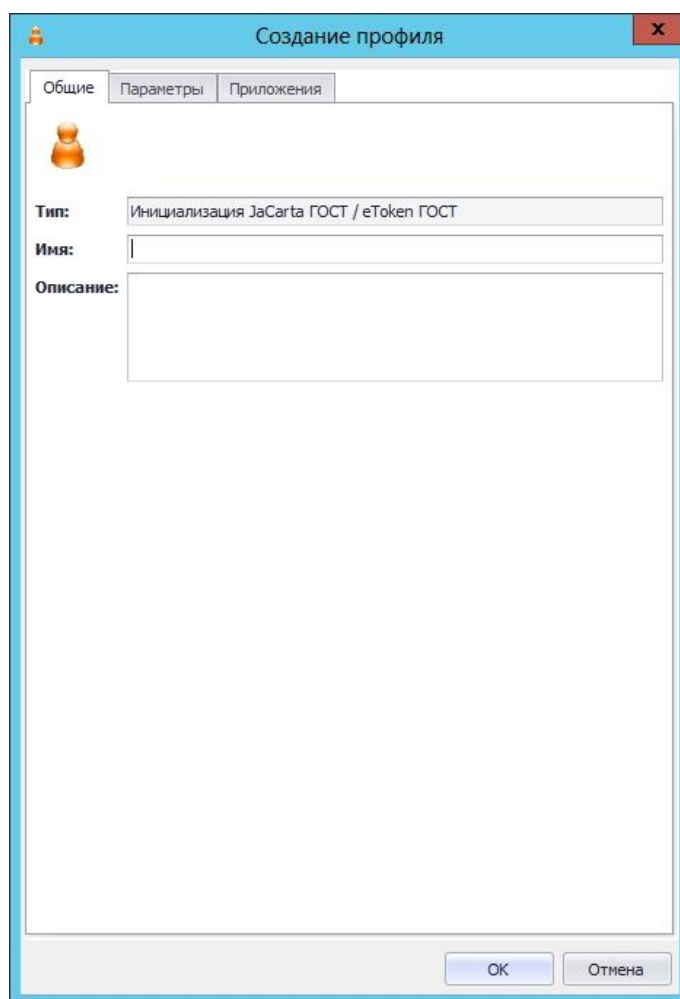 Создание профиля
x
Общие Параметры Приложения
Тип: Инициализация JaCarta ГОСТ / eToken ГОСТ
Имя:
Описание:
OK Отмена